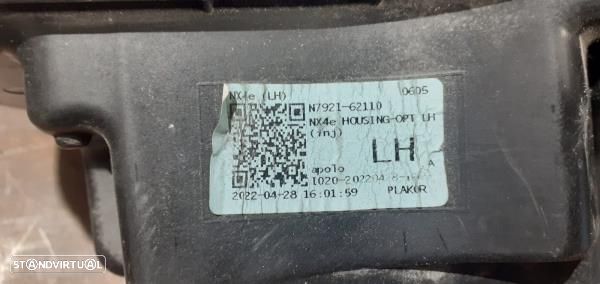 NX4e (LH) 0605
N7921-62110
NX4e HOUSING-OPT LH
(inj)
LH
A
apolo
2022-04-28 16:01:59 PLAKOR
STANDVIRTUAL